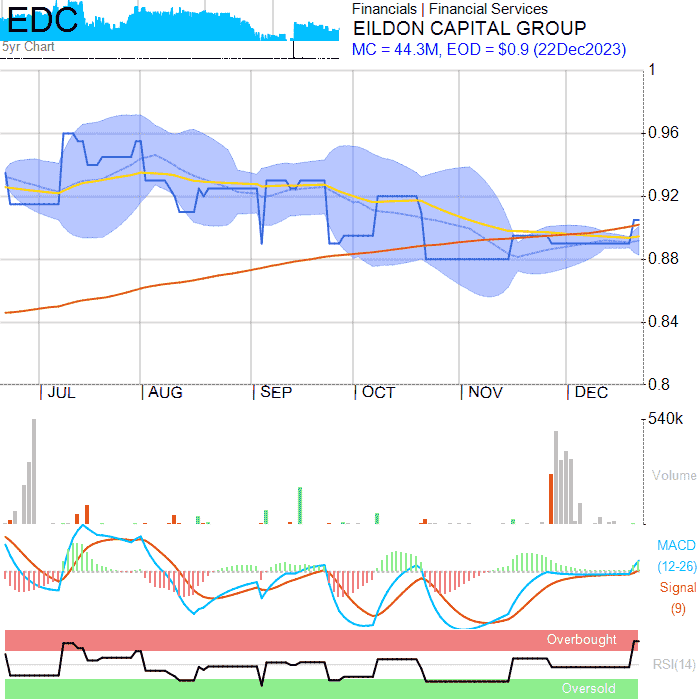 EDC
5yr Chart
Financials | Financial Services
EILDON CAPITAL GROUP
MC = 44.3M, EOD = $0.9 (22Dec2023)
1
0.96
0.92
0.88
0.84
0.8
JUL AUG SEP OCT NOV DEC
540k
Volume
MACD
(12-26)
Signal
(9)
Overbought
RSI(14)
Oversold